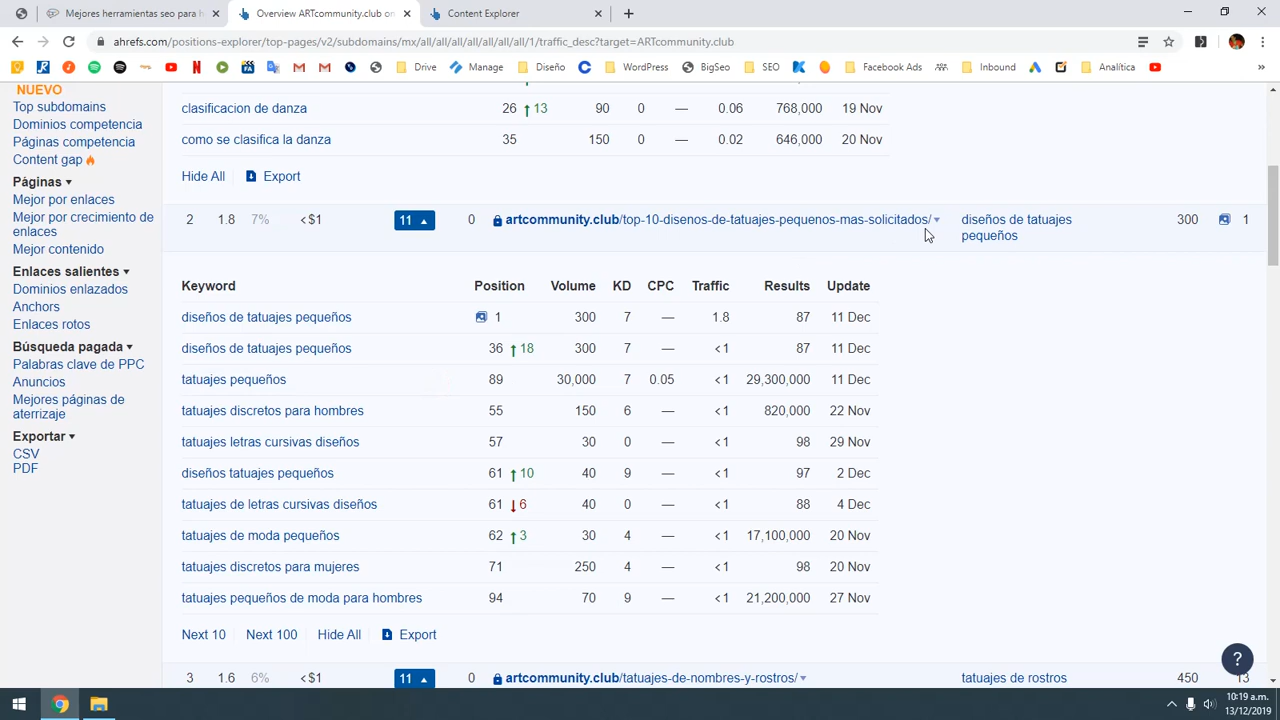 Mejores herramientas seo para h
Overview ARTcommunity.club on
Content Explorer
ahrefs.com/positions-explorer/top-pages/v2/subdomains/mx/all/all/all/all/all/all/all/1/traffic_desc?target=ARTcommunity.club
Drive Manage Diseño WordPress BigSeo SEO Facebook Ads Inbound Analítica »
NUEVO
Top subdomains
Dominios competencia
Páginas competencia
Content gap
Páginas
Mejor por enlaces
Mejor por crecimiento de
enlaces
Mejor contenido
Enlaces salientes
Dominios enlazados
Anchors
Enlaces rotos
Búsqueda pagada
Palabras clave de PPC
Anuncios
Mejores páginas de
aterrizaje
Exportar
CSV
PDF
clasificacion de danza 26 13 90 0 — 0.06 768,000 19 Nov
como se clasifica la danza 35 150 0 — 0.02 646,000 20 Nov
Hide All Export
2 1.8 7% <$1 11 0 artcommunity.club/top-10-disenos-de-tatuajes-pequenos-mas-solicitados/ diseños de tatuajes 300 1
pequeños
Keyword Position Volume KD CPC Traffic Results Update
diseños de tatuajes pequeños 1 300 7 — 1.8 87 11 Dec
diseños de tatuajes pequeños 36 18 300 7 — <1 87 11 Dec
tatuajes pequeños 89 30,000 7 0.05 <1 29,300,000 11 Dec
tatuajes discretos para hombres 55 150 6 — <1 820,000 22 Nov
tatuajes letras cursivas diseños 57 30 0 — <1 98 29 Nov
diseños tatuajes pequeños 61 10 40 9 — <1 97 2 Dec
tatuajes de letras cursivas diseños 61 6 40 0 — <1 88 4 Dec
tatuajes de moda pequeños 62 3 30 4 — <1 17,100,000 20 Nov
tatuajes discretos para mujeres 71 250 4 — <1 98 20 Nov
tatuajes pequeños de moda para hombres 94 70 9 — <1 21,200,000 27 Nov
Next 10 Next 100 Hide All Export
3 1.6 6% <$1 11 0 artcommunity.club/tatuajes-de-nombres-y-rostros/ tatuajes de rostros 450 13
?
10:19 a.m.
13/12/2019